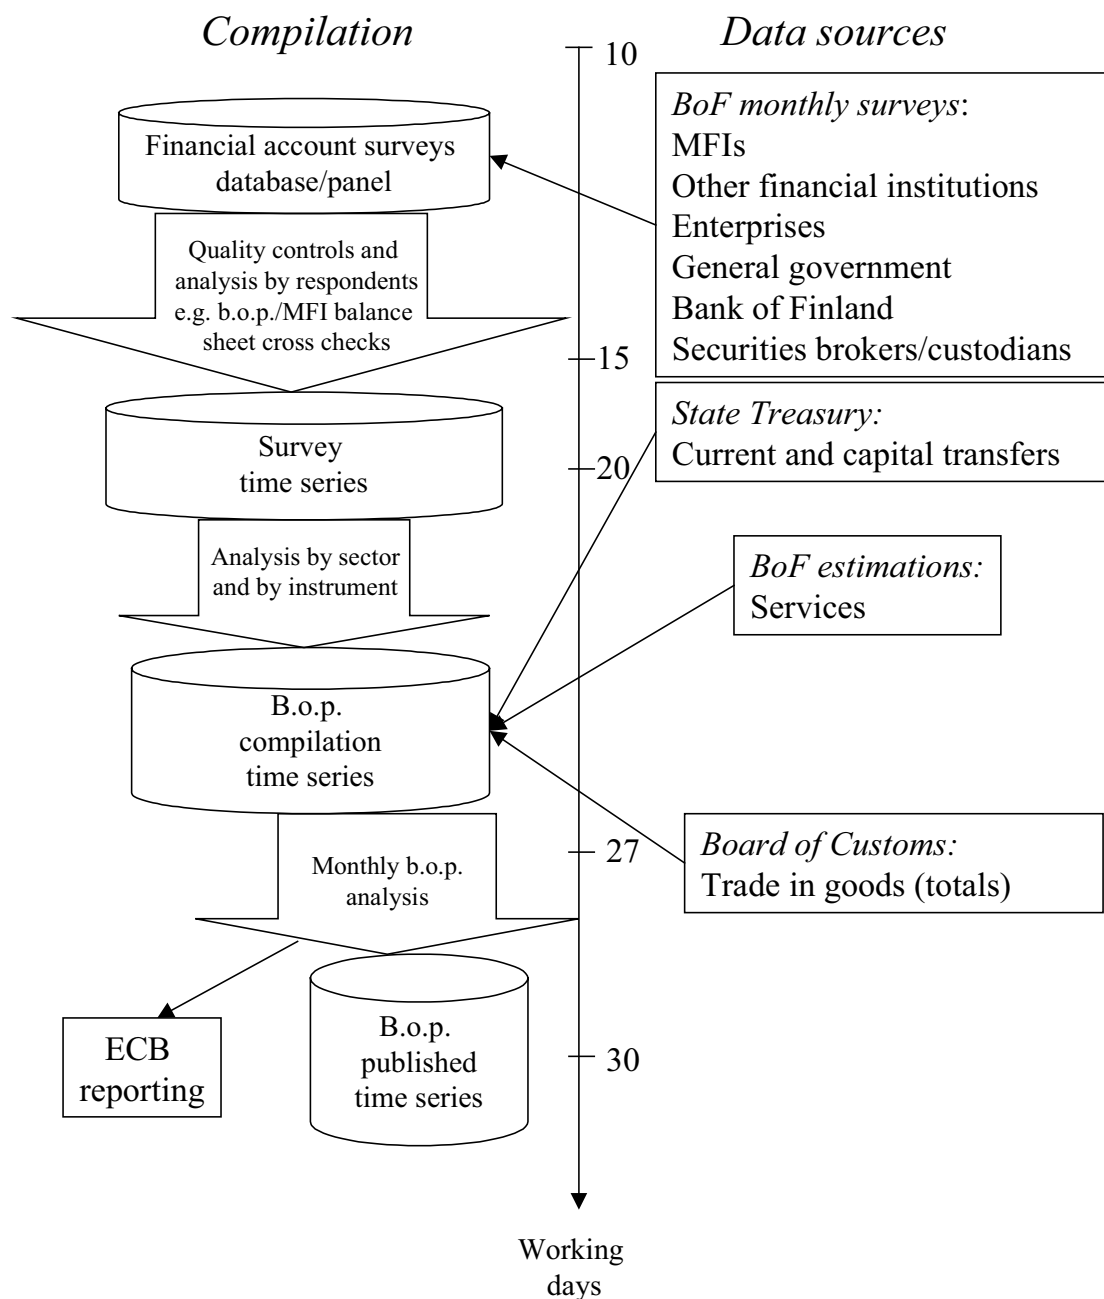 Compilation
Data sources
10
BoF monthly surveys:
MFIs
Other financial institutions
Enterprises
General government
Bank of Finland
Securities brokers/custodians
Financial account surveys
database/panel
Quality controls and
analysis by respondents
e.g. b.o.p./MFI balance
sheet cross checks
15
State Treasury:
Current and capital transfers
Survey
time series
20
Analysis by sector
and by instrument
BoF estimations:
Services
B.o.p.
compilation
time series
27
Board of Customs:
Trade in goods (totals)
Monthly b.o.p.
analysis
ECB
reporting
B.o.p.
published
time series
30
Working
days